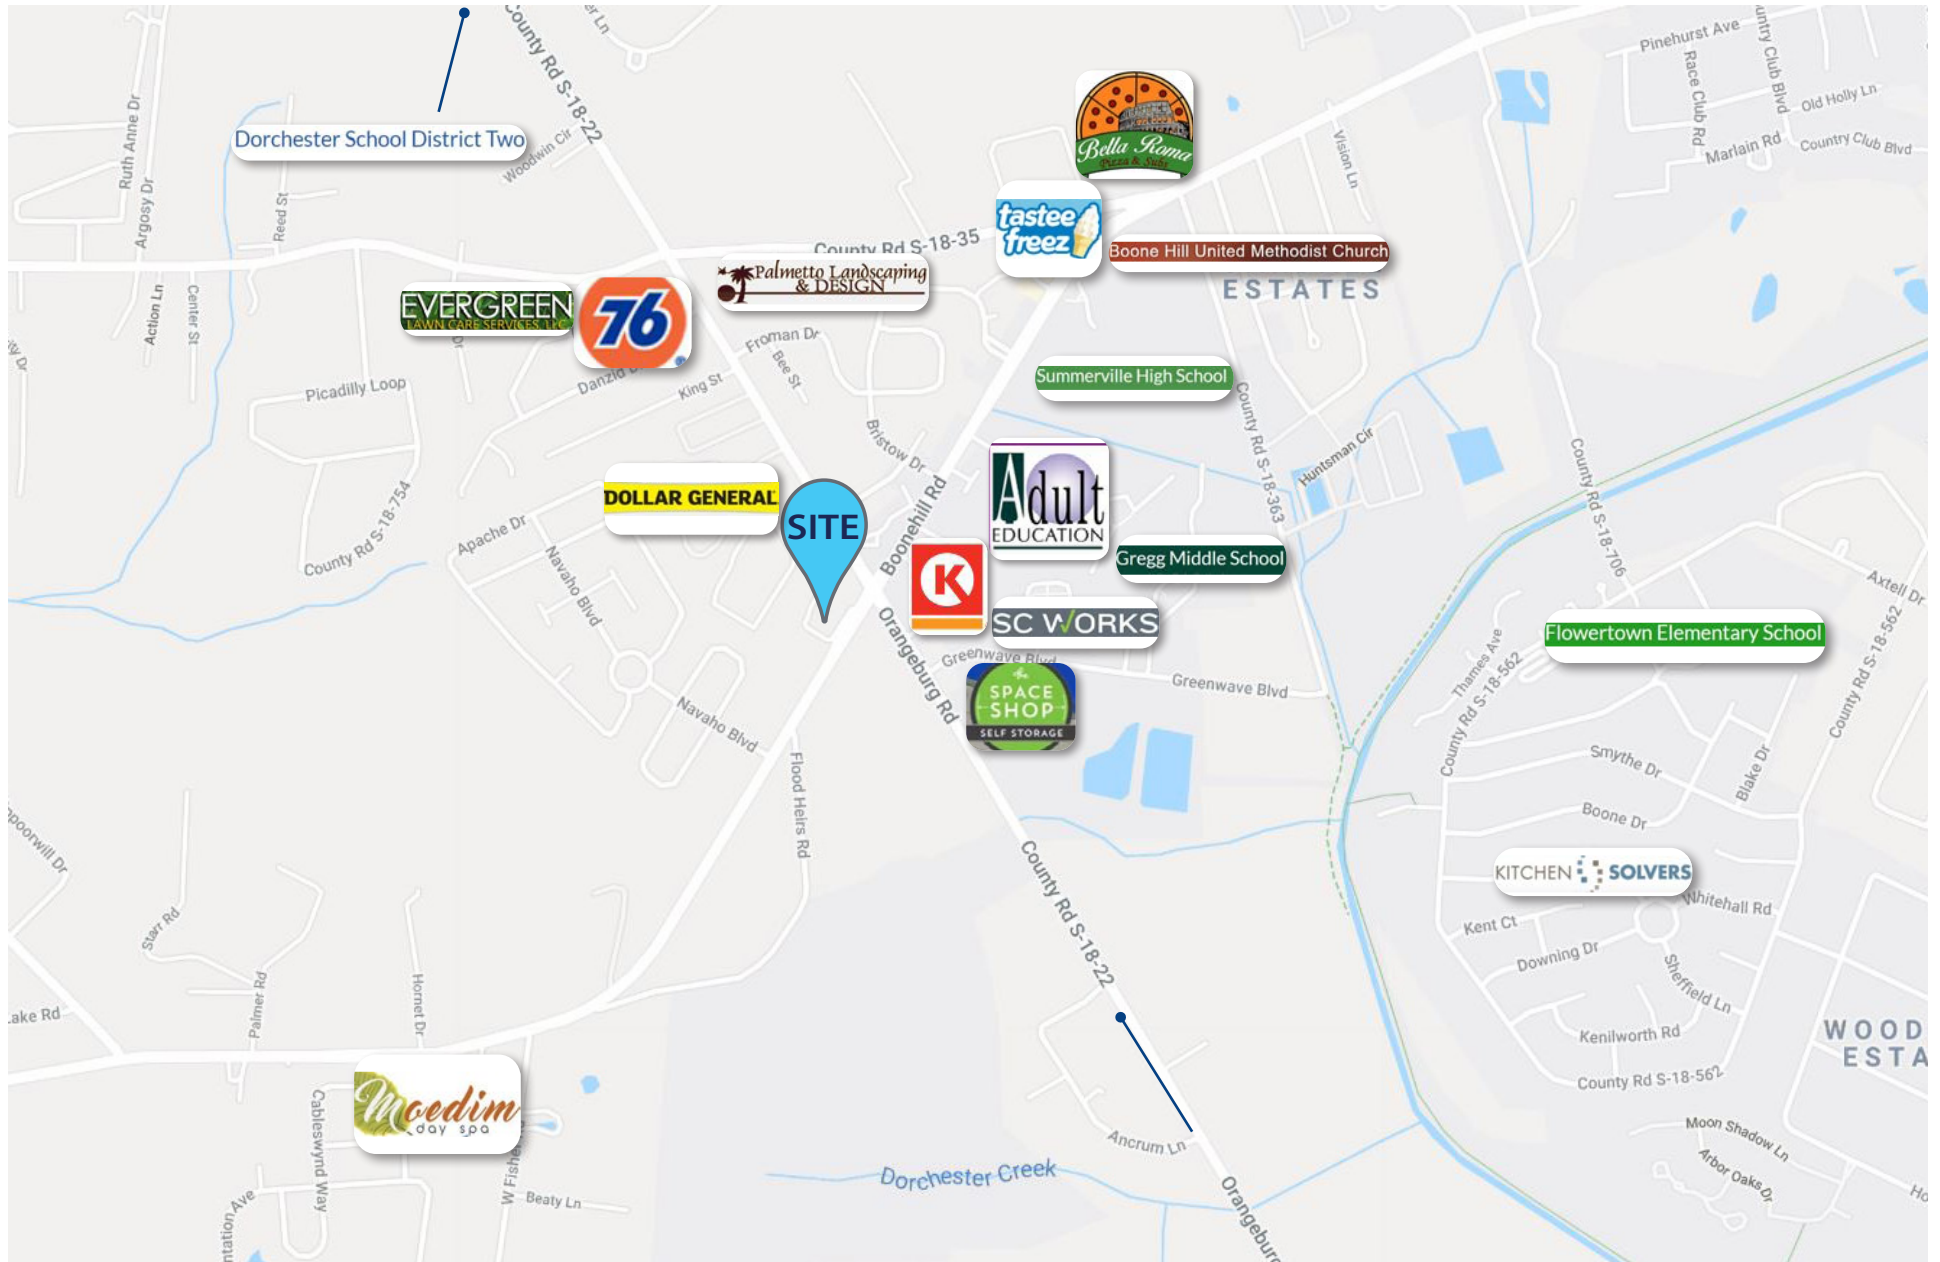 County Rd S-18-22
Pinehurst Ave
Race Club Rd
Country Club Blvd
Old Holly Ln
Marlain Rd
Country Club Blvd
Ruth Anne Dr
Argosy Dr
Dorchester School District Two
Woodwin Cir
Reed St
Vision Ln
Bella Roma
Pizza & Subs
tastee
freez
County Rd S-18-35
Boone Hill United Methodist Church
ESTATES
Palmetto Landscaping
& DESIGN
EVERGREEN
LAWN CARE SERVICES, LLC
76
Action Ln
Center St
Froman Dr
Bee St
Danzid
King St
Picadilly Loop
Summerville High School
County Rd S-18-363
Huntsman Cir
Bristow Dr
Boonehill Rd
Adult
EDUCATION
DOLLAR GENERAL
SITE
County Rd S-18-754
Apache Dr
Navaho Blvd
K
Gregg Middle School
SC WORKS
County Rd S-18-706
Axtell Dr
Flowertown Elementary School
Thames Ave
County Rd S-18-562
County Rd S-18-562
Orangeburg Rd
Greenwave Blvd
Greenwave Blvd
the
SPACE
SHOP
SELF STORAGE
Navaho Blvd
Flood Heirs Rd
Smythe Dr
Blake Dr
Boone Dr
KITCHEN SOLVERS
Whitehall Rd
Kent Ct
Downing Dr
Sheffield Ln
Kenilworth Rd
County Rd S-18-562
WOOD
ESTA
County Rd S-18-22
Starr Rd
Palmer Rd
Hornet Dr
Lake Rd
Moedim
day spa
Cableswynd Way
W Fisher
Beaty Ln
Ancrum Ln
Dorchester Creek
Orangeburg
Moon Shadow Ln
Arbor Oaks Dr